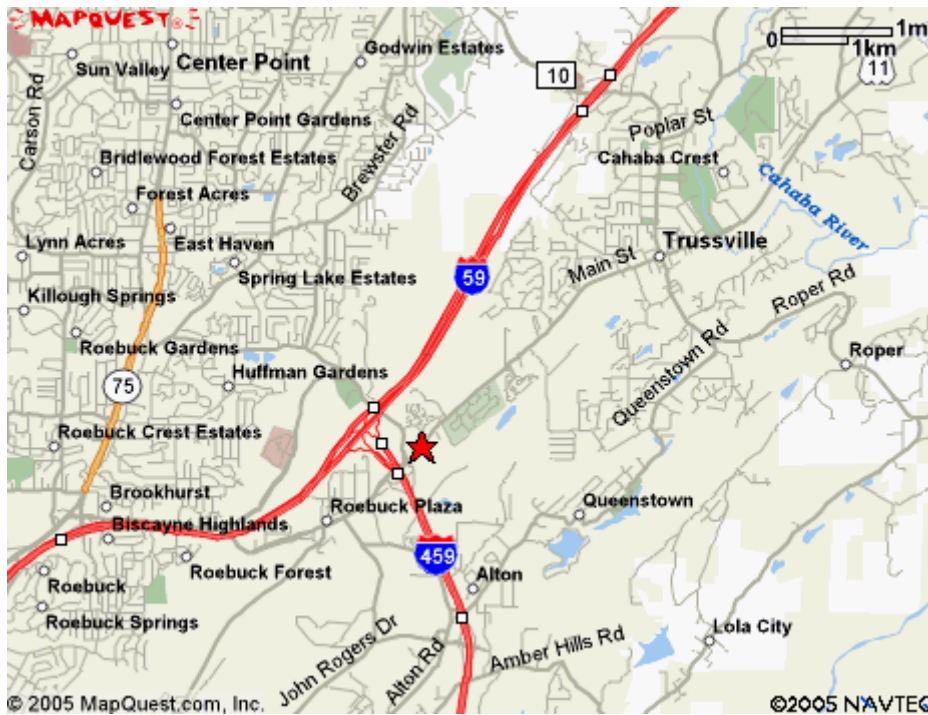 MAPQUEST®
Godwin Estates
0
1m
1km
Sun Valley
Center Point
10
11
Carson Rd
Center Point Gardens
Poplar St
Bridlewood Forest Estates
Brewster Rd
Cahaba Crest
Cahaba River
Forest Acres
Lynn Acres
East Haven
Trussville
Main St
59
Spring Lake Estates
Killough Springs
Roper Rd
Roebuck Gardens
Queenstown Rd
Roper
Huffman Gardens
75
Roebuck Crest Estates
Brookhurst
Roebuck Plaza
Queenstown
Biscayne Highlands
459
Roebuck Forest
Roebuck
Alton
Roebuck Springs
John Rogers Dr
Alton Rd
Amber Hills Rd
Lola City
© 2005 MapQuest.com, Inc.
©2005 NAVTEQ